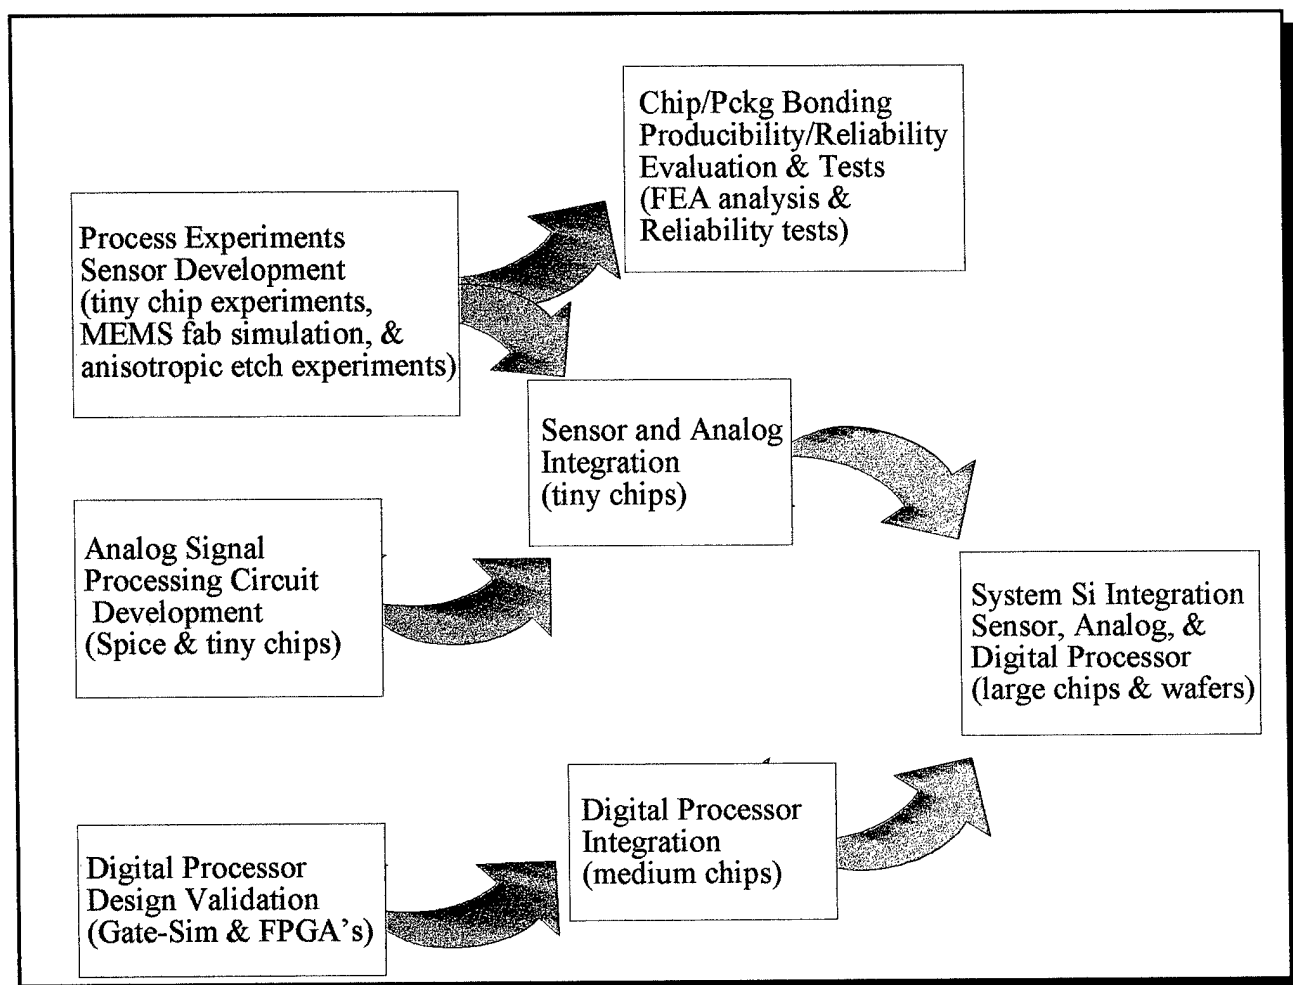 Chip/Pckg Bonding
Producibility/Reliability
Evaluation & Tests
(FEA analysis &
Reliability tests)
Process Experiments
Sensor Development
(tiny chip experiments,
MEMS fab simulation, &
anisotropic etch experiments)
Sensor and Analog
Integration
(tiny chips)
Analog Signal
Processing Circuit
Development
(Spice & tiny chips)
System Si Integration
Sensor, Analog, &
Digital Processor
(large chips & wafers)
Digital Processor
Integration
(medium chips)
Digital Processor
Design Validation
(Gate-Sim & FPGA's)